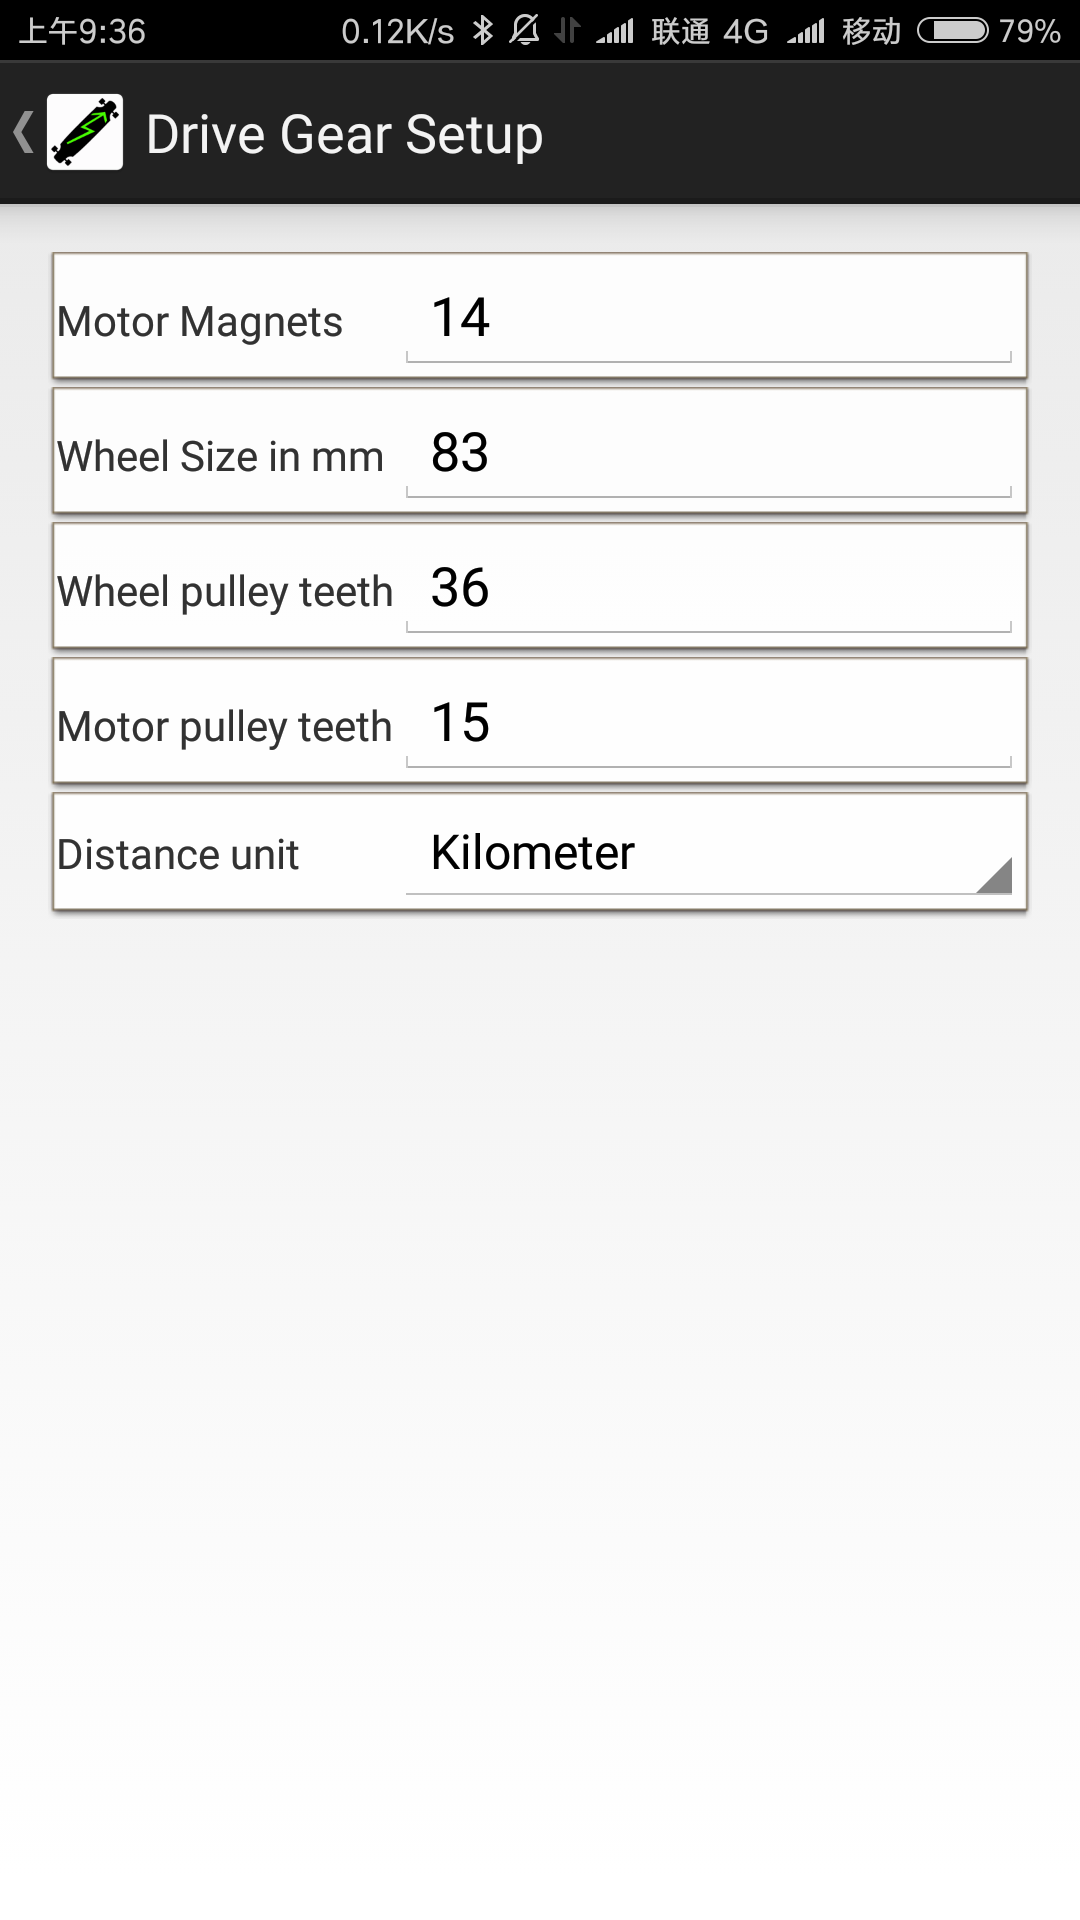 上午9:36 0.12K/s 联通 4G 移动 79%
Drive Gear Setup
Motor Magnets 14
Wheel Size in mm 83
Wheel pulley teeth 36
Motor pulley teeth 15
Distance unit Kilometer